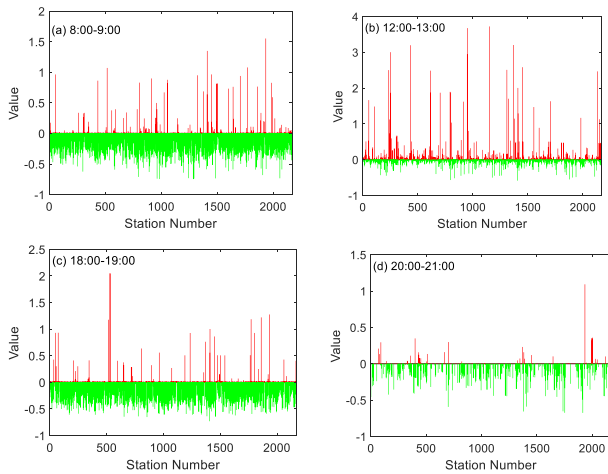 2
(a) 8:00-9:00
1.5
1
0.5
0
-0.5
-1
Value
0 500 1000 1500 2000
Station Number
4
(b) 12:00-13:00
3
2
1
0
-1
Value
0 500 1000 1500 2000
Station Number
2.5
(c) 18:00-19:00
2
1.5
1
0.5
0
-0.5
-1
Value
0 500 1000 1500 2000
Station Number
1.5
(d) 20:00-21:00
1
0.5
0
-0.5
-1
Value
0 500 1000 1500 2000
Station Number